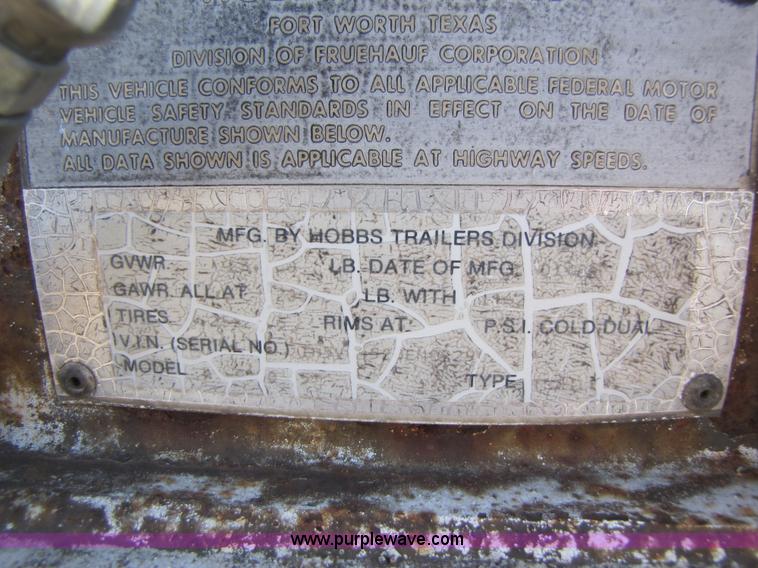 FORT WORTH TEXAS
DIVISION OF FRUEHAUF CORPORATION
THIS VEHICLE CONFORMS TO ALL APPLICABLE FEDERAL MOTOR
VEHICLE SAFETY STANDARDS IN EFFECT ON THE DATE OF
MANUFACTURE SHOWN BELOW.
ALL DATA SHOWN IS APPLICABLE AT HIGHWAY SPEEDS.
MFG. BY HOBBS TRAILERS DIVISION
GVWR. LB. DATE OF MFG.
GAWR. ALL AT LB. WITH
TIRES RIMS AT P.S.I. COLD DUAL
V.I.N. (SERIAL NO.)
MODEL TYPE
www.purplewave.com